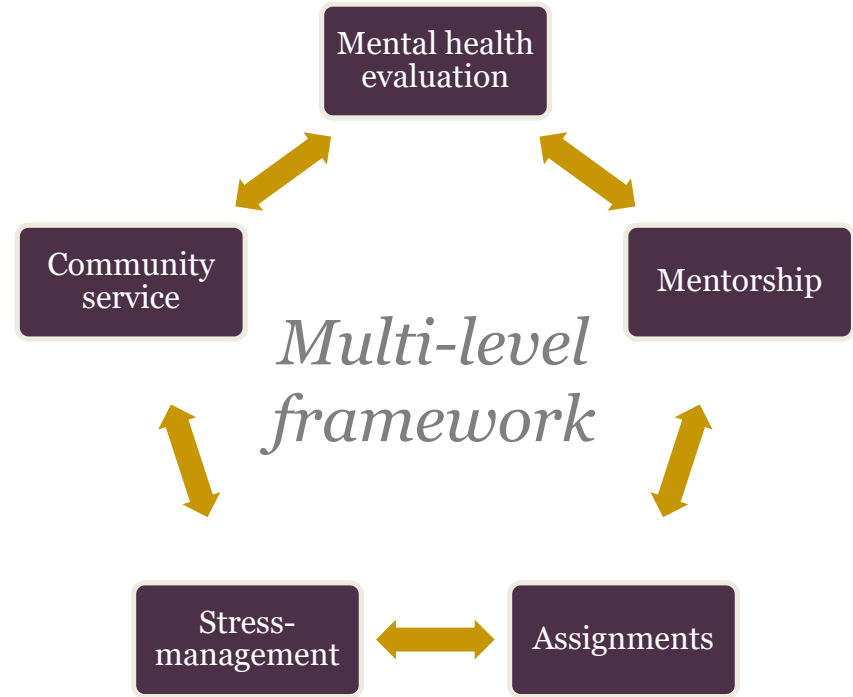 Mental health
evaluation
Community
service
Mentorship
Multi-level
framework
Stress-
management
Assignments